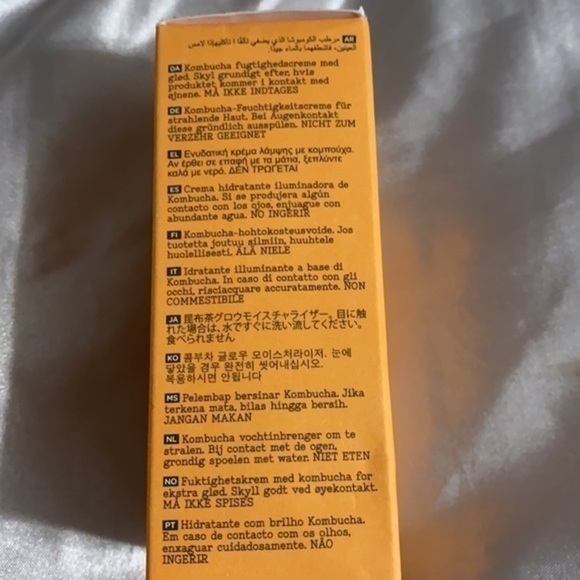 AR مرطب الكومبوشا الذي يضفي تألقًا
العينين، فاشطفهما بالماء جيدًا.
DA Kombucha fugtighedscreme med
glød. Skyl grundigt efter, hvis
produktet kommer i kontakt med
øjnene. MÅ IKKE INDTAGES
DE Kombucha-Feuchtigkeitscreme für
strahlende Haut. Bei Augenkontakt
diese gründlich ausspülen. NICHT ZUM
VERZEHR GEEIGNET
EL Ενυδατική κρέμα λάμψης με κομπούχα.
Αν έρθει σε επαφή με τα μάτια, ξεπλύντε
καλά με νερό. ΔΕΝ ΤΡΩΓΕΤΑΙ
ES Crema hidratante iluminadora de
Kombucha. Si se produjera algún
contacto con los ojos, enjuague con
abundante agua. NO INGERIR
FI Kombucha-hohtokosteusvoide. Jos
tuotetta joutuu silmiin, huuhtele
huolellisesti. ÄLÄ NIELE
IT Idratante illuminante a base di
Kombucha. In caso di contatto con gli
occhi, risciacquare accuratamente. NON
COMMESTIBILE
JA 昆布茶グロウモイスチャライザー。目に触
れた場合は、水ですぐに洗い流してください。
食べられません
KO 콤부차 글로우 모이스처라이저. 눈에
닿았을 경우 완전히 씻어내십시오.
복용하시면 안됩니다
MS Pelembap bersinar Kombucha. Jika
terkena mata, bilas hingga bersih.
JANGAN MAKAN
NL Kombucha vochtinbrenger om te
stralen. Bij contact met de ogen,
grondig spoelen met water. NIET ETEN
NO Fuktighetskrem med kombucha for
ekstra glød. Skyll godt ved øyekontakt.
MÅ IKKE SPISES
PT Hidratante com brilho Kombucha.
Em caso de contacto com os olhos,
enxaguar cuidadosamente. NÃO
INGERIR